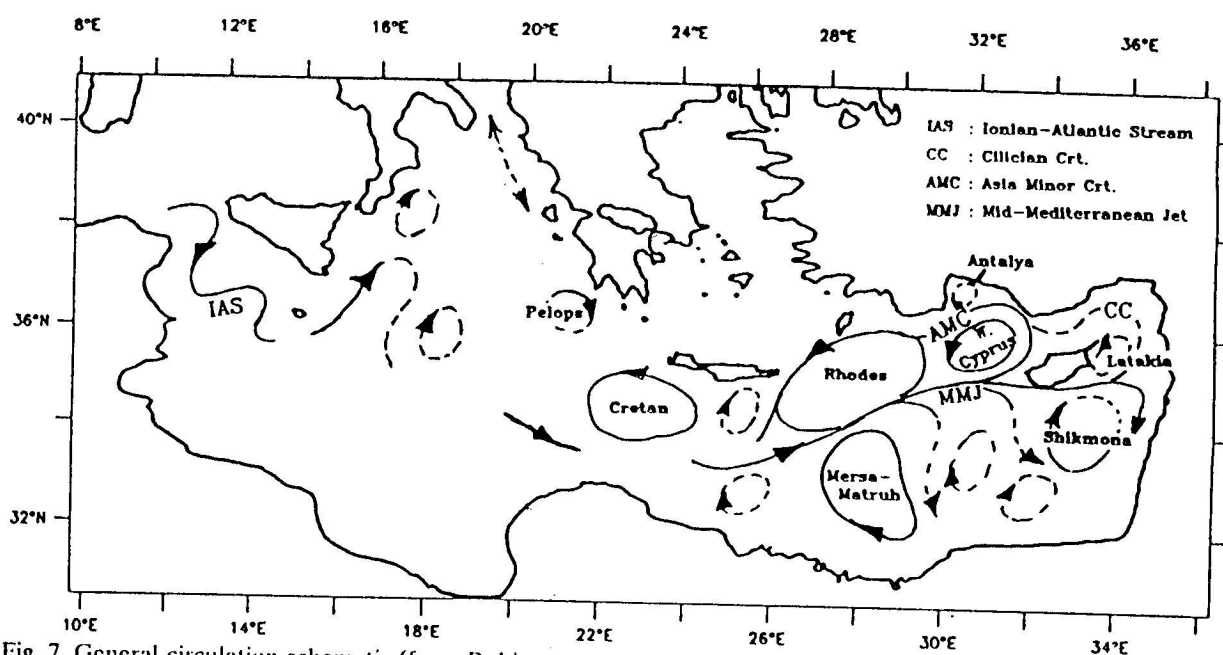 8°E 12°E 16°E 20°E 24°E 28°E 32°E 36°E
40°N
36°N
32°N
IAS : Ionian-Atlantic Stream
CC : Cilician Crt.
AMC : Asia Minor Crt.
MMJ : Mid-Mediterranean Jet
Antalya
IAS
Pelops
AMC
CC
W.
Cyprus
Latakia
Rhodes
MMJ
Cretan
Shikmona
Mersa-
Matruh
10°E 14°E 18°E 22°E 26°E 30°E 34°E
Fig. 7. General circulation schematic (from